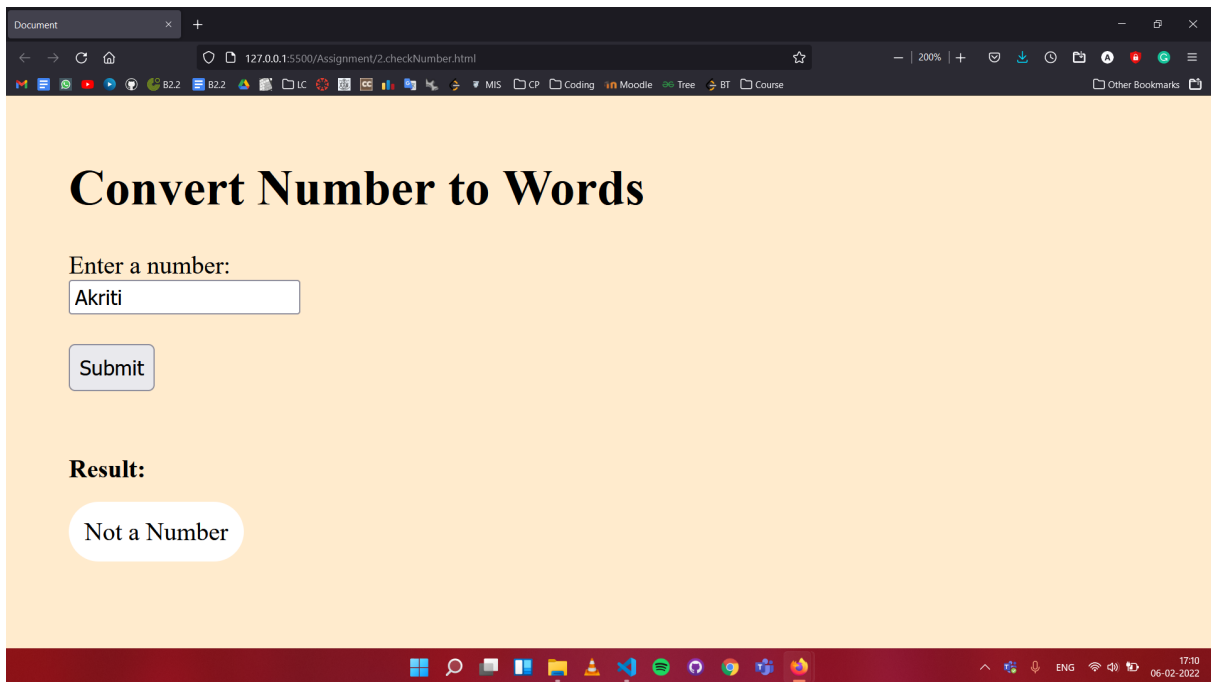 Document
127.0.0.1:5500/Assignment/2.checkNumber.html
200%
B2.2 B2.2 LC CC MIS CP Coding Moodle Tree BT Course Other Bookmarks
Convert Number to Words
Enter a number:
Akriti
Submit
Result:
Not a Number
ENG 17:10
06-02-2022